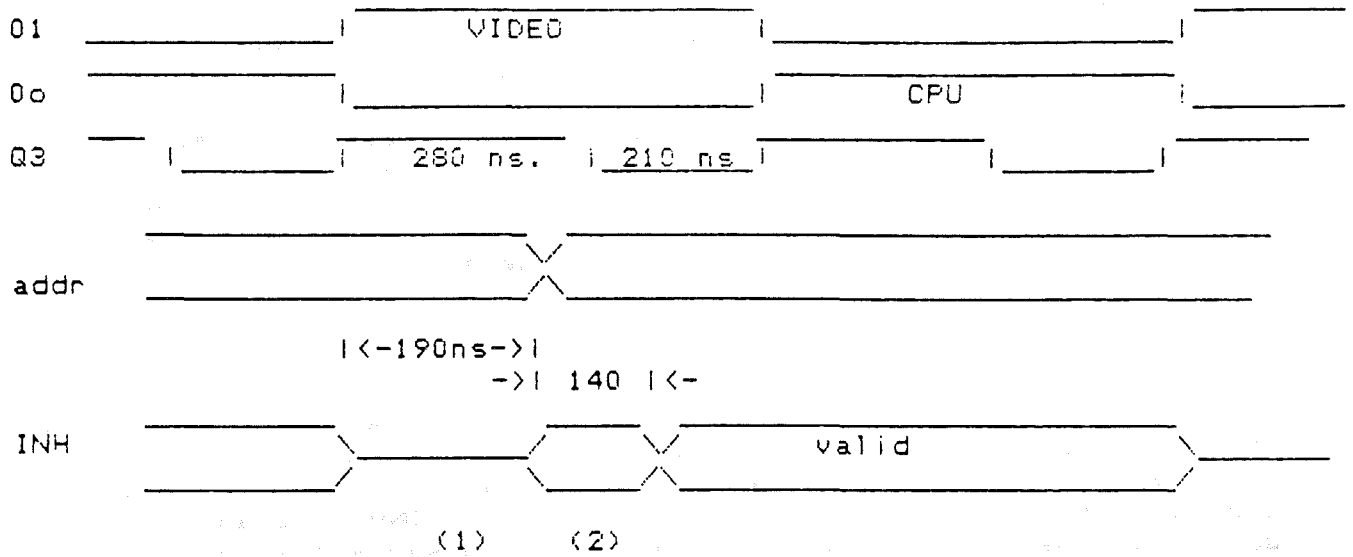 01 VIDEO
0o CPU
Q3 280 ns. 210 ns
addr
|<-190ns->|
->| 140 |<-
INH valid
(1) (2)